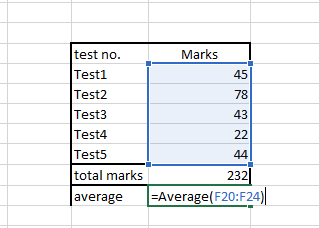 test no. Marks
Test1 45
Test2 78
Test3 43
Test4 22
Test5 44
total marks 232
average =Average(F20:F24)